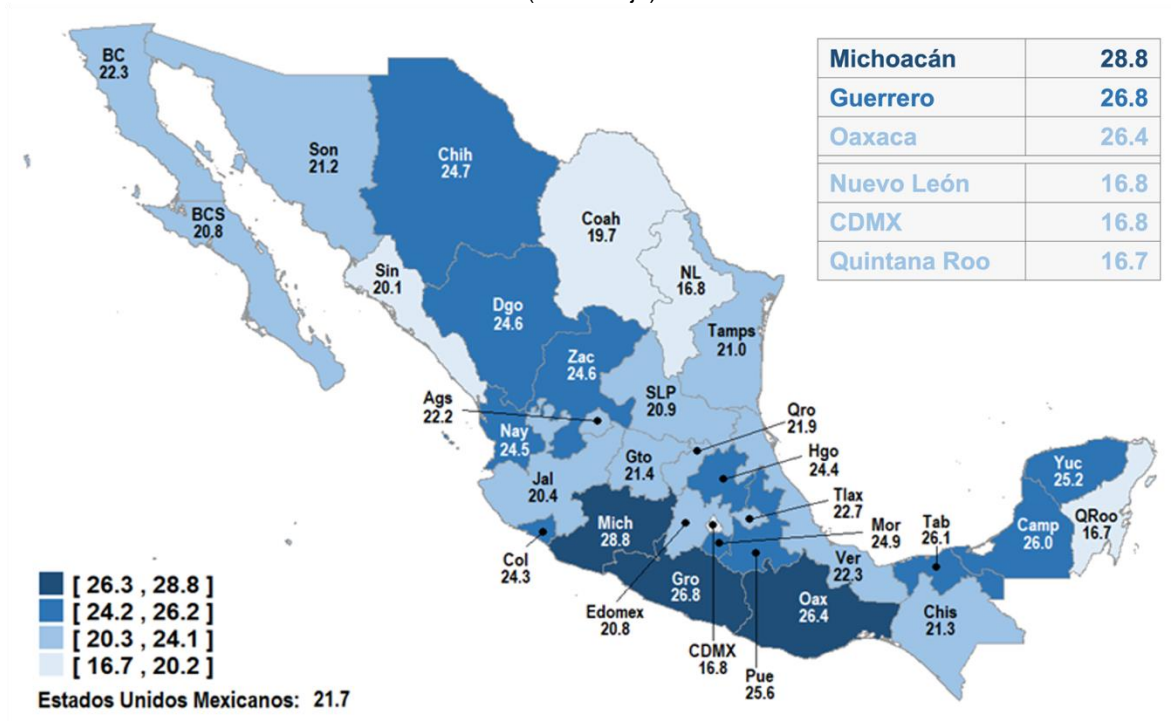 BC
22.3
Son
21.2
Chih
24.7
Michoacán 28.8
Guerrero 26.8
Oaxaca 26.4
Nuevo León 16.8
CDMX 16.8
Quintana Roo 16.7
BCS
20.8
Coah
19.7
Sin
20.1
NL
16.8
Dgo
24.6
Tamps
21.0
Zac
24.6
SLP
20.9
Ags
22.2
Qro
21.9
Nay
24.5
Gto
21.4
Hgo
24.4
Jal
20.4
Tlax
22.7
Yuc
25.2
Mich
28.8
Mor
24.9
Tab
26.1
Camp
26.0
QRoo
16.7
Col
24.3
Ver
22.3
Gro
26.8
Oax
26.4
Chis
21.3
Edomex
20.8
CDMX
16.8
Pue
25.6
[ 26.3 , 28.8 ]
[ 24.2 , 26.2 ]
[ 20.3 , 24.1 ]
[ 16.7 , 20.2 ]
Estados Unidos Mexicanos: 21.7